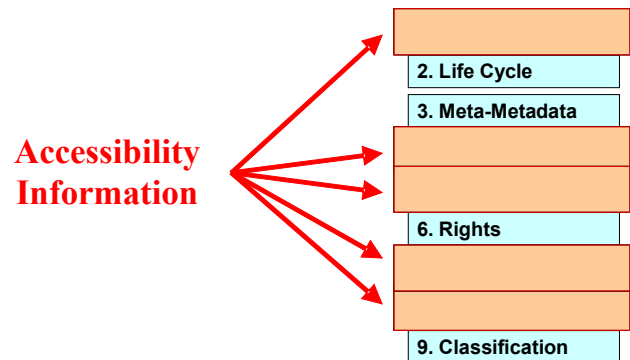 2. Life Cycle
3. Meta-Metadata
Accessibility
Information
6. Rights
9. Classification